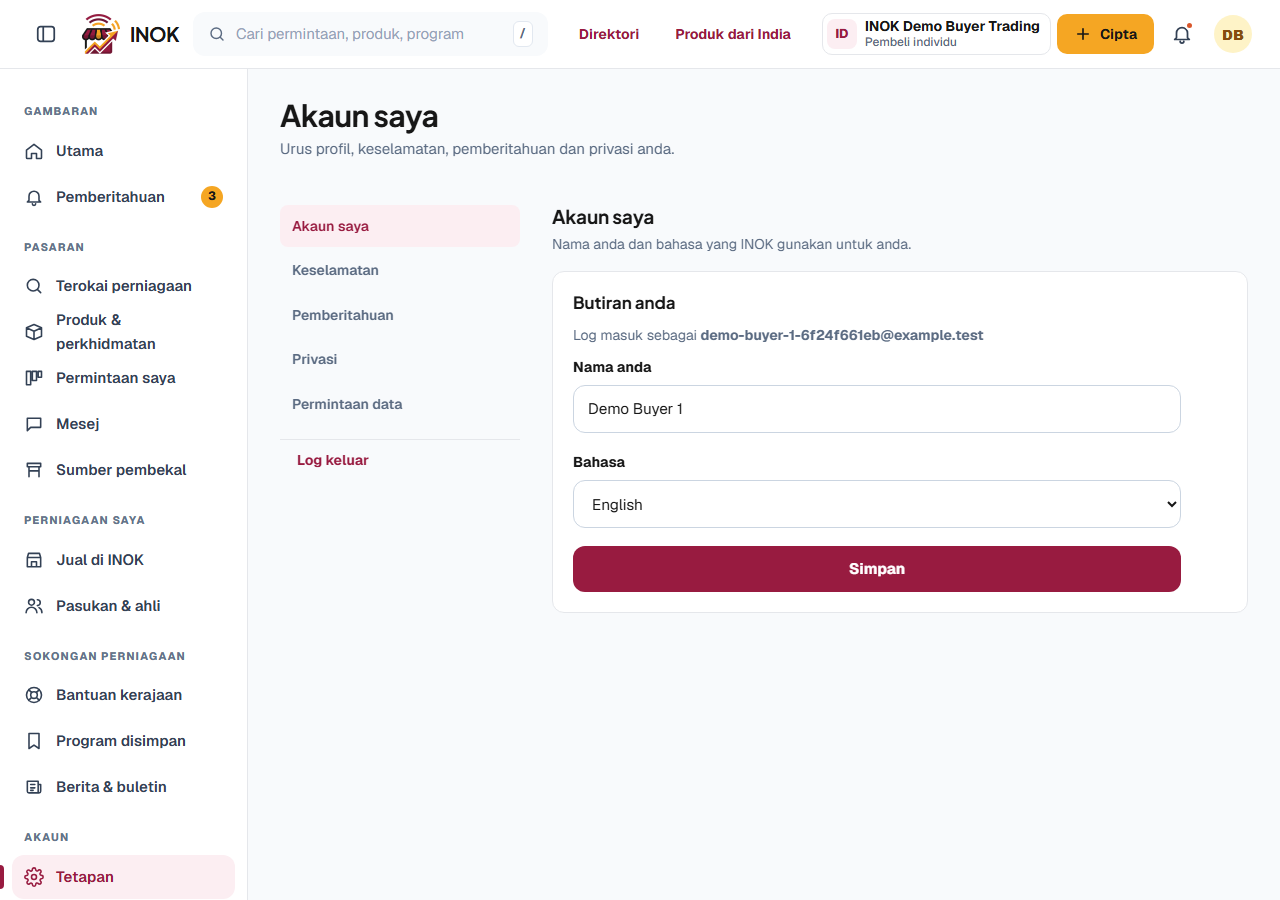 INOK
Cari permintaan, produk, program
/
Direktori
Produk dari India
ID
INOK Demo Buyer Trading
Pembeli individu
Cipta
DB
GAMBARAN
Utama
Pemberitahuan
3
PASARAN
Terokai perniagaan
Produk &
perkhidmatan
Permintaan saya
Mesej
Sumber pembekal
PERNIAGAAN SAYA
Jual di INOK
Pasukan & ahli
SOKONGAN PERNIAGAAN
Bantuan kerajaan
Program disimpan
Berita & buletin
AKAUN
Tetapan
Akaun saya
Urus profil, keselamatan, pemberitahuan dan privasi anda.
Akaun saya
Keselamatan
Pemberitahuan
Privasi
Permintaan data
Log keluar
Akaun saya
Nama anda dan bahasa yang INOK gunakan untuk anda.
Butiran anda
Log masuk sebagai demo-buyer-1-6f24f661eb@example.test
Nama anda
Demo Buyer 1
Bahasa
English
Simpan